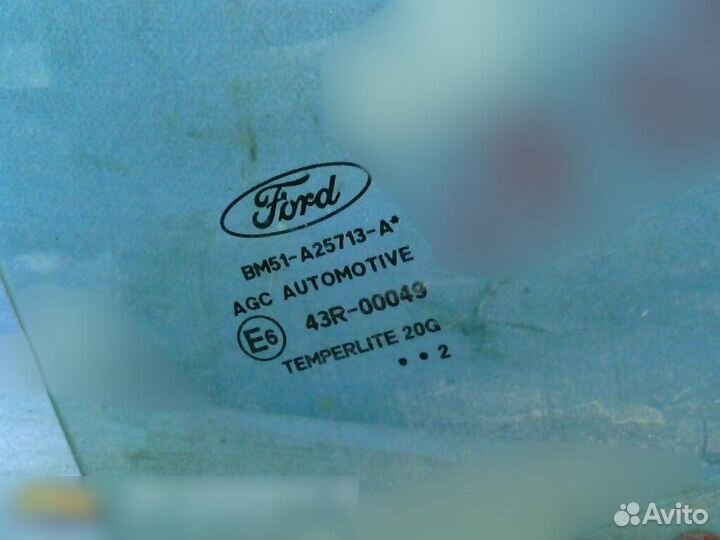 Ford
BM51-A25713-A*
AGC AUTOMOTIVE
E6 43R-00049
TEMPERLITE 20G
• • 2
Avito